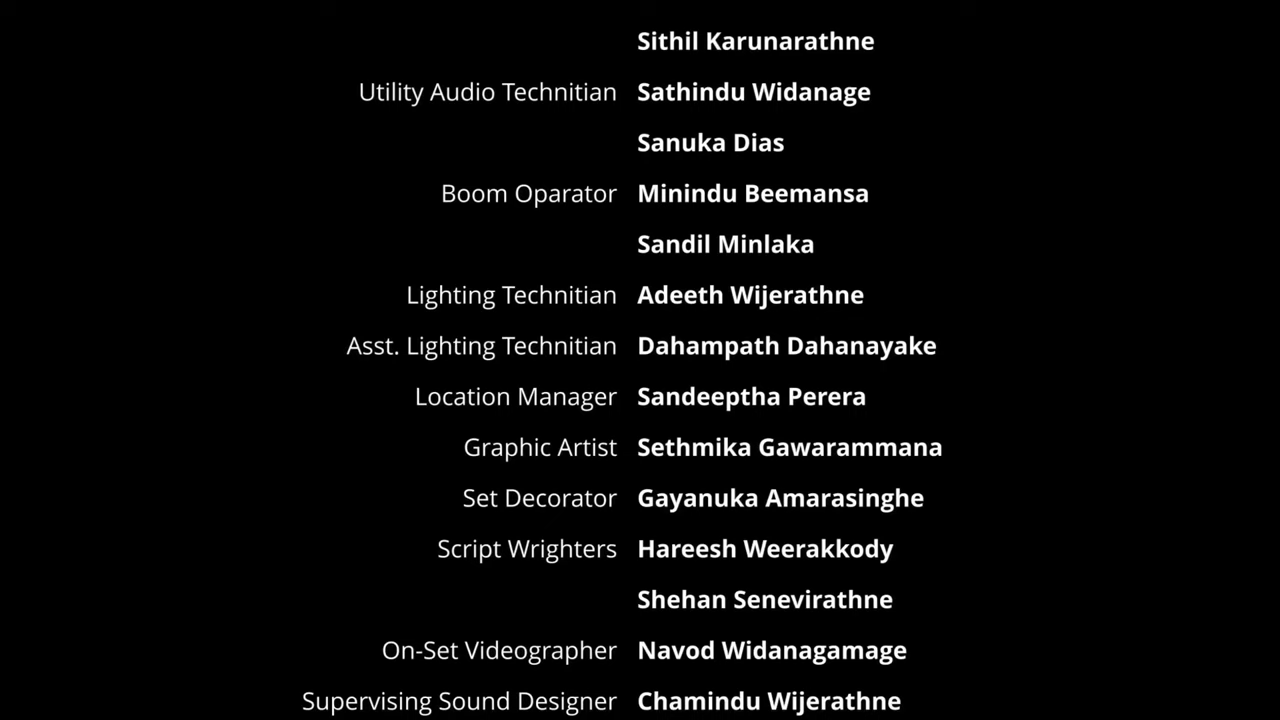 Sithil Karunarathne
Utility Audio Technitian Sathindu Widanage
Sanuka Dias
Boom Oparator Minindu Beemansa
Sandil Minlaka
Lighting Technitian Adeeth Wijerathne
Asst. Lighting Technitian Dahampath Dahanayake
Location Manager Sandeeptha Perera
Graphic Artist Sethmika Gawarammana
Set Decorator Gayanuka Amarasinghe
Script Wrighters Hareesh Weerakkody
Shehan Senevirathne
On-Set Videographer Navod Widanagamage
Supervising Sound Designer Chamindu Wijerathne